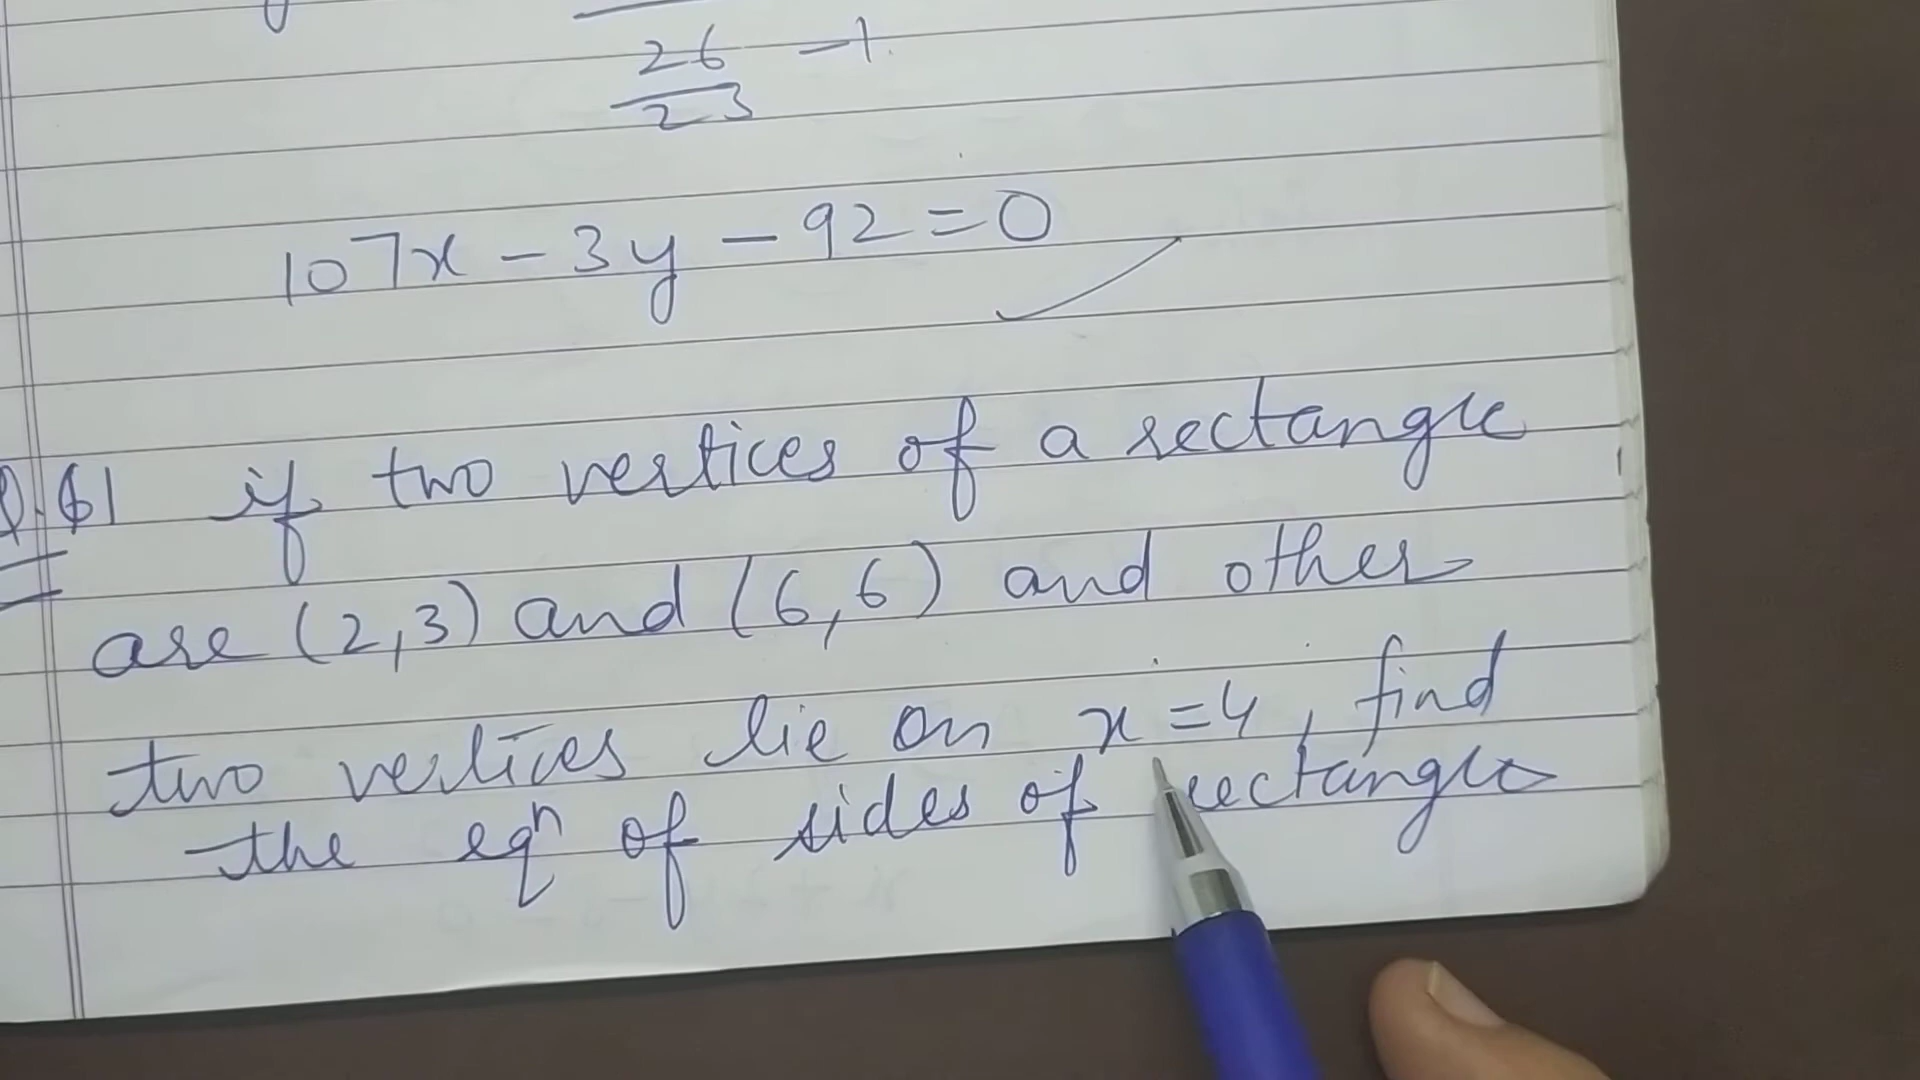 26 -1
23
107x - 3y - 92 = 0
Q.61 if two vertices of a rectangle
are (2,3) and (6,6) and other
two vertices lie on x = 4, find
the eqn of sides of rectangle